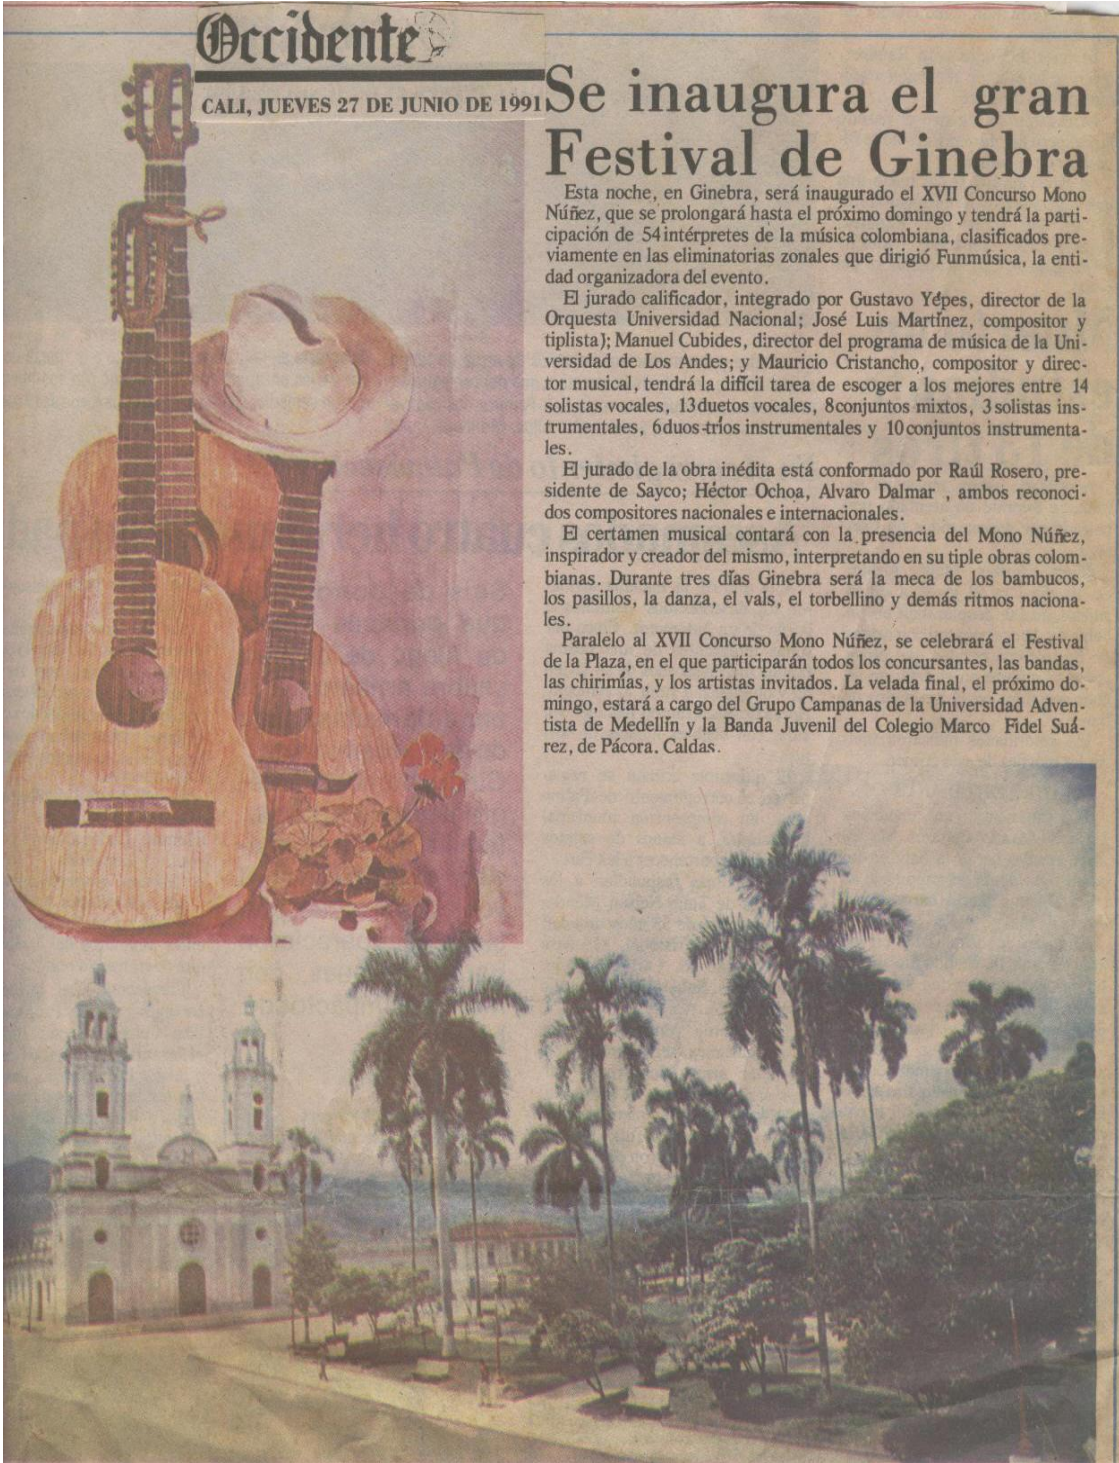 Occidente
CALI, JUEVES 27 DE JUNIO DE 1991
Se inaugura el gran
Festival de Ginebra
Esta noche, en Ginebra, será inaugurado el XVII Concurso Mono
Núñez, que se prolongará hasta el próximo domingo y tendrá la parti-
cipación de 54 intérpretes de la música colombiana, clasificados pre-
viamente en las eliminatorias zonales que dirigió Funmúsica, la enti-
dad organizadora del evento.
El jurado calificador, integrado por Gustavo Yépes, director de la
Orquesta Universidad Nacional; José Luis Martínez, compositor y
tiplista); Manuel Cubides, director del programa de música de la Uni-
versidad de Los Andes; y Mauricio Cristancho, compositor y direc-
tor musical, tendrá la difícil tarea de escoger a los mejores entre 14
solistas vocales, 13 duetos vocales, 8 conjuntos mixtos, 3 solistas ins-
trumentales, 6 duos-tríos instrumentales y 10 conjuntos instrumenta-
les.
El jurado de la obra inédita está conformado por Raúl Rosero, pre-
sidente de Sayco; Héctor Ochoa, Alvaro Dalmar , ambos reconoci-
dos compositores nacionales e internacionales.
El certamen musical contará con la presencia del Mono Núñez,
inspirador y creador del mismo, interpretando en su tiple obras colom-
bianas. Durante tres días Ginebra será la meca de los bambucos,
los pasillos, la danza, el vals, el torbellino y demás ritmos naciona-
les.
Paralelo al XVII Concurso Mono Núñez, se celebrará el Festival
de la Plaza, en el que participarán todos los concursantes, las bandas,
las chirimías, y los artistas invitados. La velada final, el próximo do-
mingo, estará a cargo del Grupo Campanas de la Universidad Adven-
tista de Medellín y la Banda Juvenil del Colegio Marco Fidel Suá-
rez, de Pácora. Caldas.